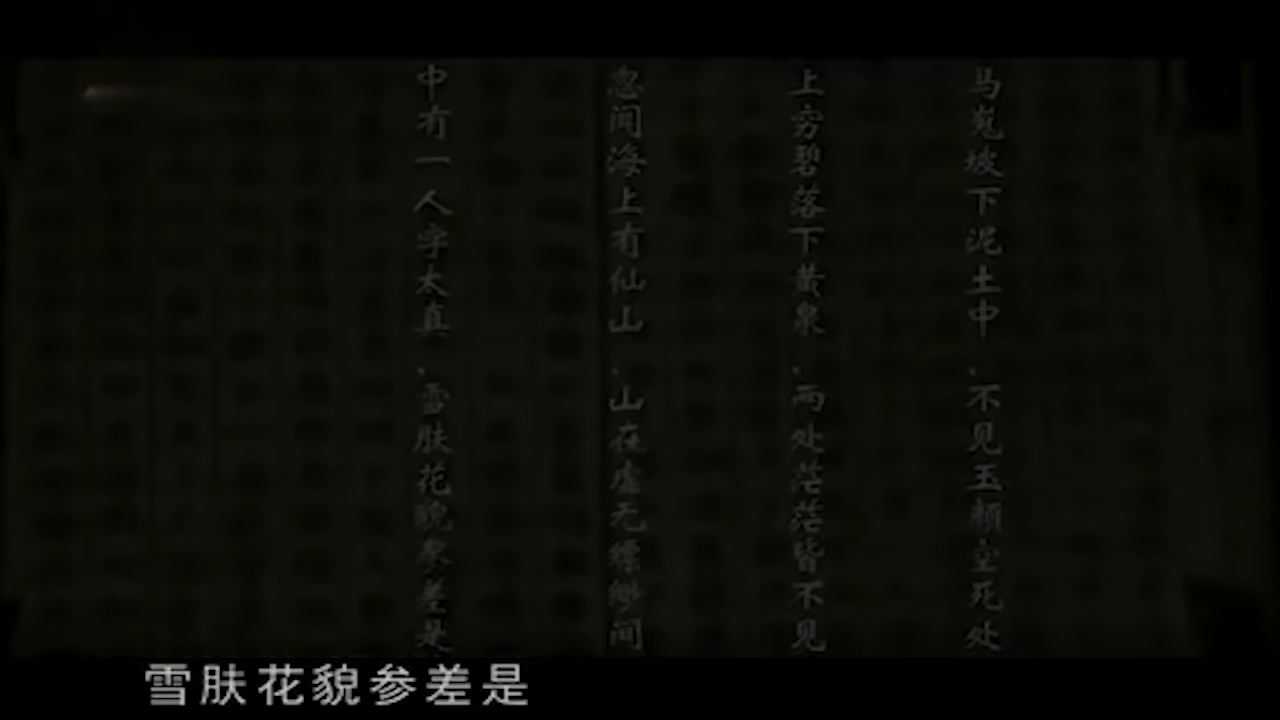 马嵬坡下泥土中、不见玉颜空死处
上穷碧落下黄泉、两处茫茫皆不见
忽闻海上有仙山、山在虚无缥缈间
中有一人字太真、雪肤花貌参差是
雪肤花貌参差是